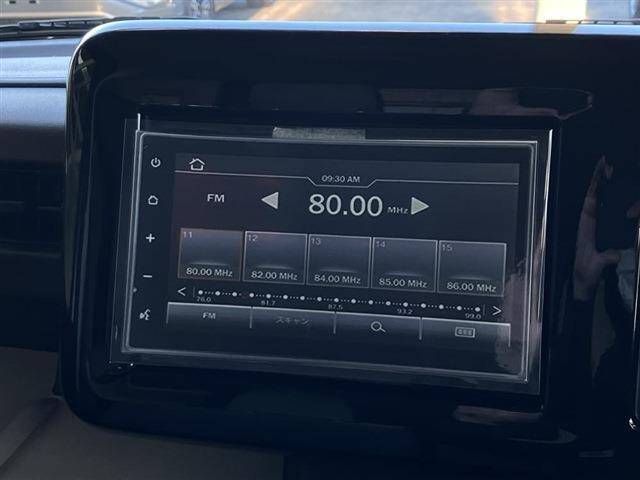 09:30 AM
FM 80.00 MHz
11 12 13 14 15
80.00 MHz 82.00 MHz 84.00 MHz 85.00 MHz 86.00 MHz
< >
76.0 81.7 87.5 93.2 99.0
FM スキャン